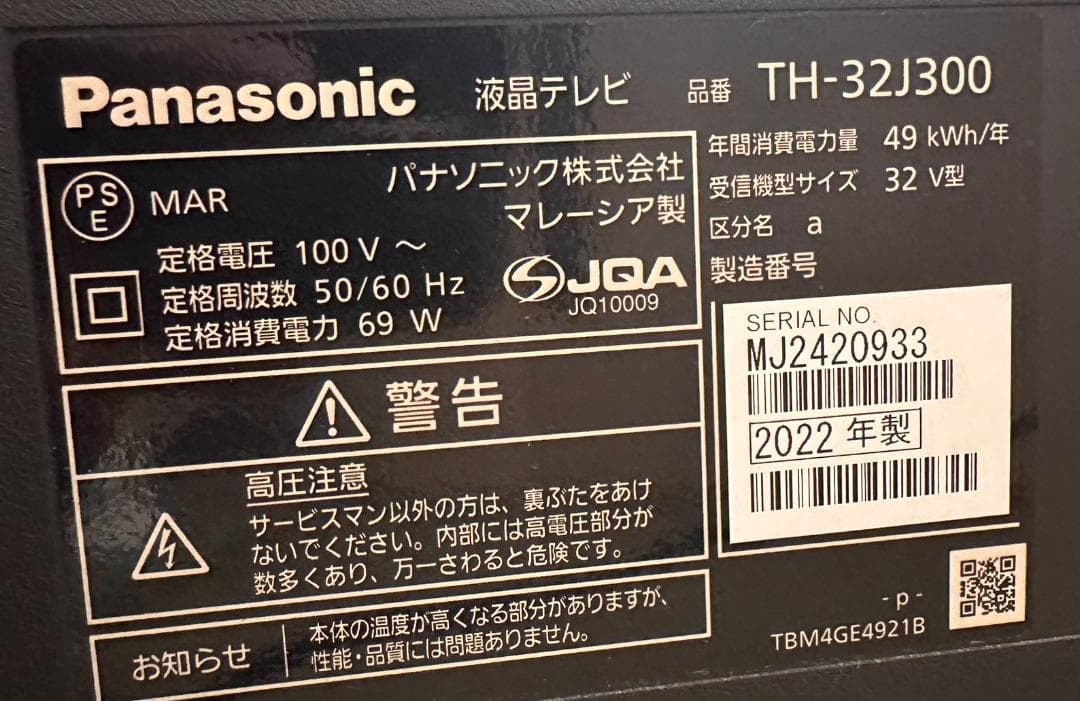 Panasonic 液晶テレビ 品番 TH-32J300
年間消費電力量 49 kWh/年
受信機型サイズ 32 V型
区分名 a
製造番号
PSE MAR パナソニック株式会社
マレーシア製
定格電圧 100 V ～
定格周波数 50/60 Hz
定格消費電力 69 W
JQA
JQ10009
SERIAL NO.
MJ2420933
2022 年製
警告
高圧注意
サービスマン以外の方は、裏ぶたをあけ
ないでください。内部には高電圧部分が
数多くあり、万一さわると危険です。
お知らせ
本体の温度が高くなる部分がありますが、
性能・品質には問題ありません。
- p -
TBM4GE4921B